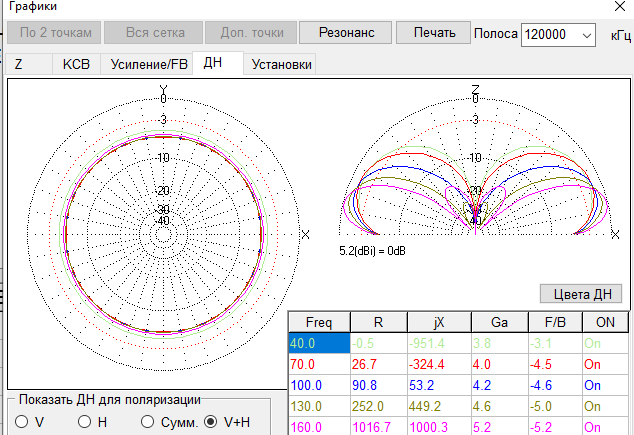 Графики
По 2 точкам Вся сетка Доп. точки Резонанс Печать Полоса 120000 кГц
Z КСВ Усиление/FB ДН Установки
Y Z
0 0
-3 -3
-10 -10
-20 -20
-30 -30
-40 -40
X X
5.2(dBi) = 0dB
Цвета ДН
Freq R jX Ga F/B ON
40.0 -0.5 -951.4 3.8 -3.1 On
70.0 26.7 -324.4 4.0 -4.5 On
100.0 90.8 53.2 4.2 -4.6 On
130.0 252.0 449.2 4.6 -5.0 On
160.0 1016.7 1000.3 5.2 -5.2 On
Показать ДН для поляризации
V H Сумм. V+H